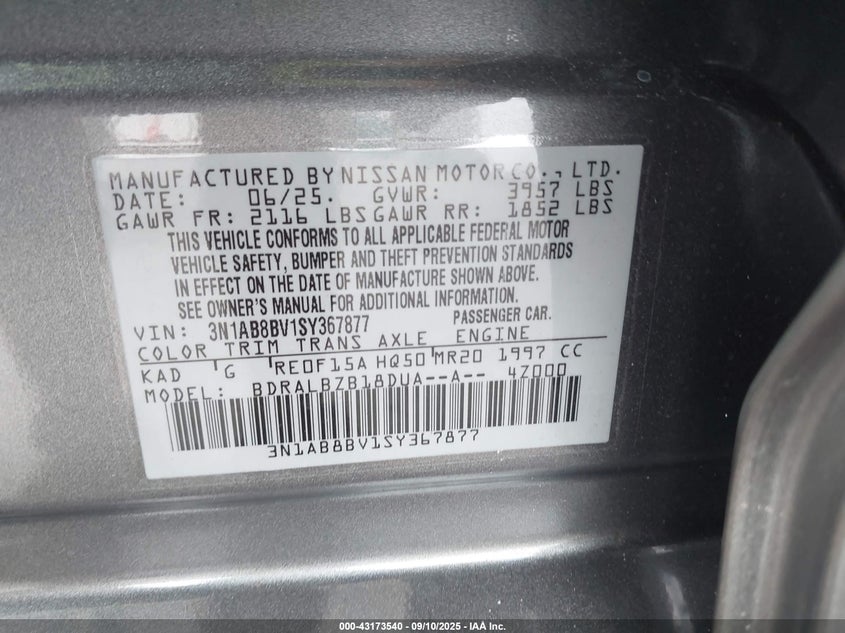 MANUFACTURED BY NISSAN MOTOR CO., LTD.
DATE: 06/25. GVWR: 3957 LBS
GAWR FR: 2116 LBS GAWR RR: 1852 LBS
THIS VEHICLE CONFORMS TO ALL APPLICABLE FEDERAL MOTOR
VEHICLE SAFETY, BUMPER AND THEFT PREVENTION STANDARDS
IN EFFECT ON THE DATE OF MANUFACTURE SHOWN ABOVE.
SEE OWNER'S MANUAL FOR ADDITIONAL INFORMATION.
VIN: 3N1AB8BV1SY367877 PASSENGER CAR.
COLOR TRIM TRANS AXLE ENGINE
KAD G RE0F15A HQ50 MR20 1997 CC
MODEL: BDRALBZB18DUA--A-- 4Z000
3N1AB8BV1SY367877
000-43173540 - 09/10/2025 - IAA Inc.